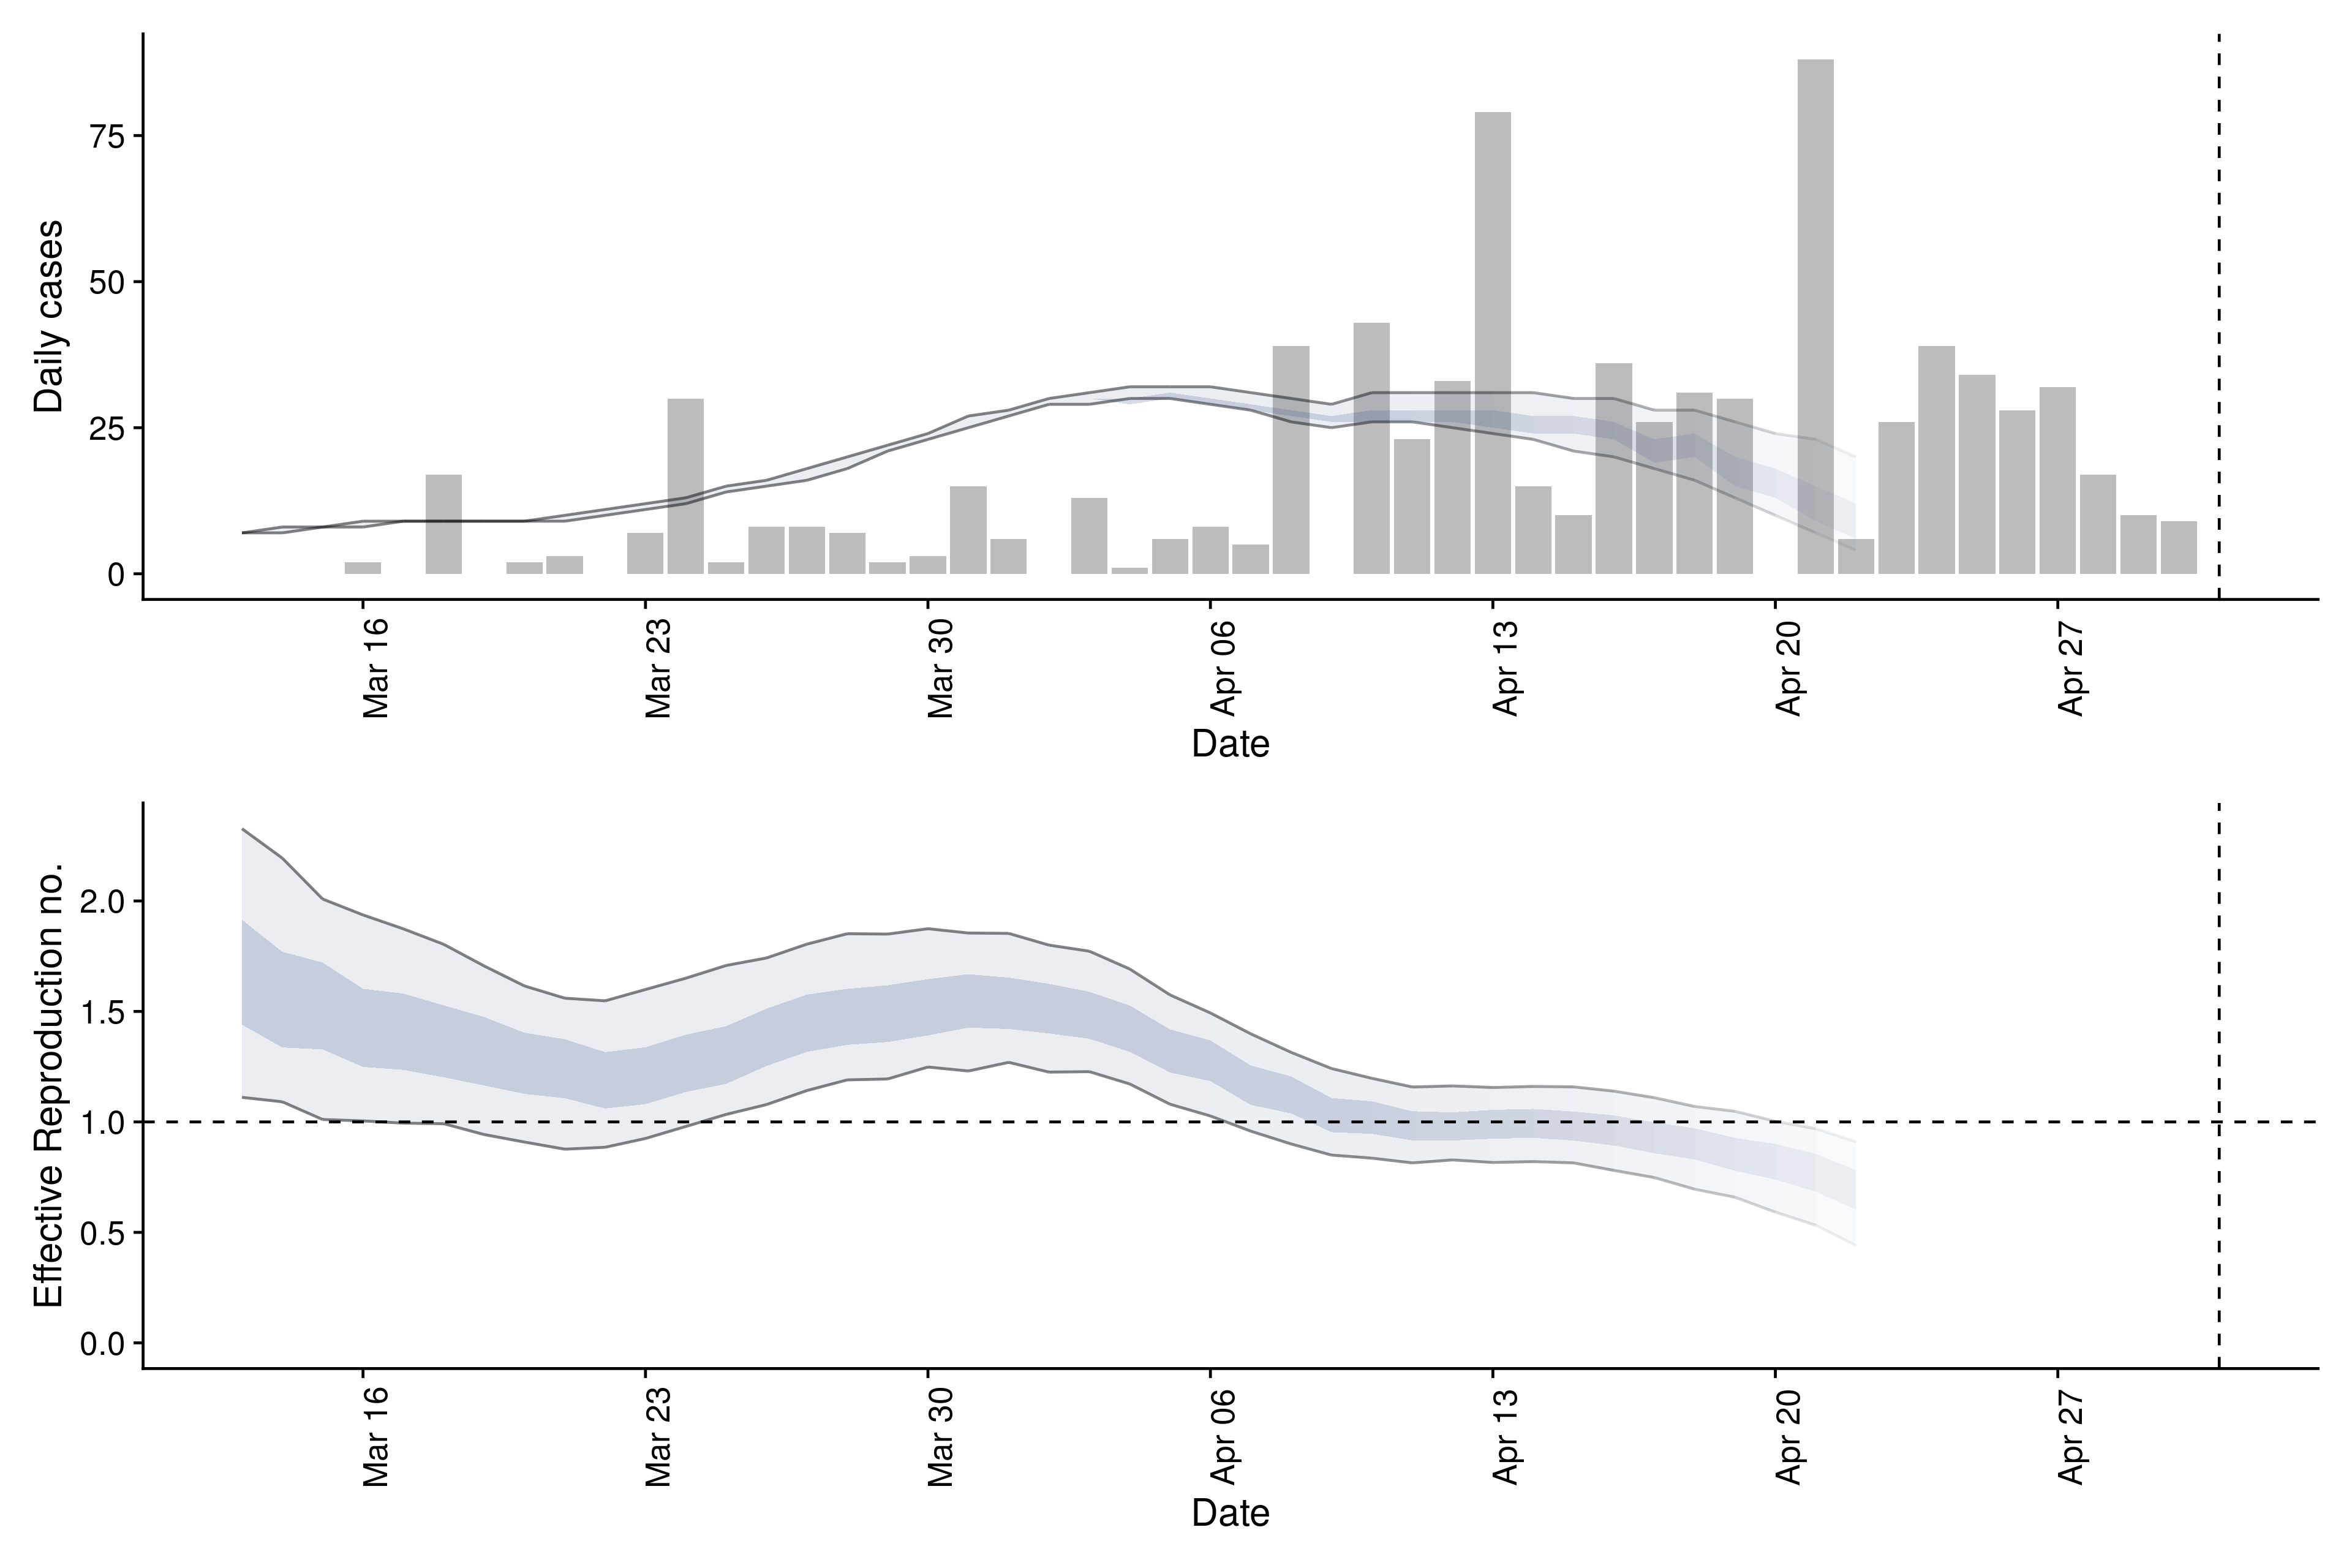 Daily cases
75
50
25
0
Mar 16
Mar 23
Mar 30
Apr 06
Apr 13
Apr 20
Apr 27
Date
Effective Reproduction no.
2.0
1.5
1.0
0.5
0.0
Mar 16
Mar 23
Mar 30
Apr 06
Apr 13
Apr 20
Apr 27
Date